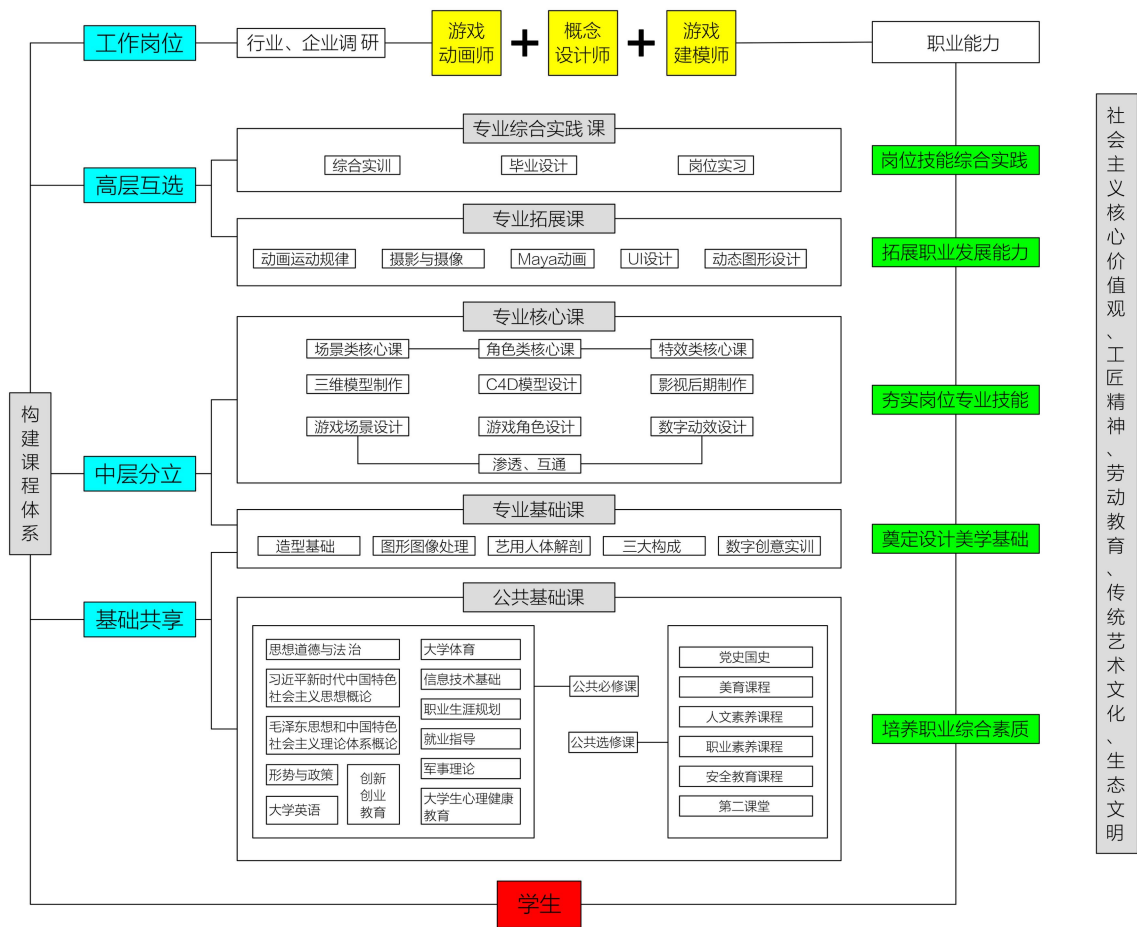 工作岗位
行业、企业调研
游戏
动画师
+
概念
设计师
+
游戏
建模师
职业能力
专业综合实践课
综合实训
毕业设计
岗位实习
岗位技能综合实践
高层互选
专业拓展课
动画运动规律
摄影与摄像
Maya动画
UI设计
动态图形设计
拓展职业发展能力
专业核心课
场景类核心课
角色类核心课
特效类核心课
三维模型制作
C4D模型设计
影视后期制作
夯实岗位专业技能
游戏场景设计
游戏角色设计
数字动效设计
渗透、互通
构建课程体系
中层分立
专业基础课
造型基础
图形图像处理
艺用人体解剖
三大构成
数字创意实训
奠定设计美学基础
基础共享
公共基础课
思想道德与法治
习近平新时代中国特色
社会主义思想概论
毛泽东思想和中国特色
社会主义理论体系概论
形势与政策
大学英语
创新
创业
教育
大学体育
信息技术基础
职业生涯规划
就业指导
军事理论
大学生心理健康
教育
公共必修课
公共选修课
党史国史
美育课程
人文素养课程
职业素养课程
安全教育课程
第二课堂
培养职业综合素质
学生
社会主义核心价值观、工匠精神、劳动教育、传统艺术文化、生态文明